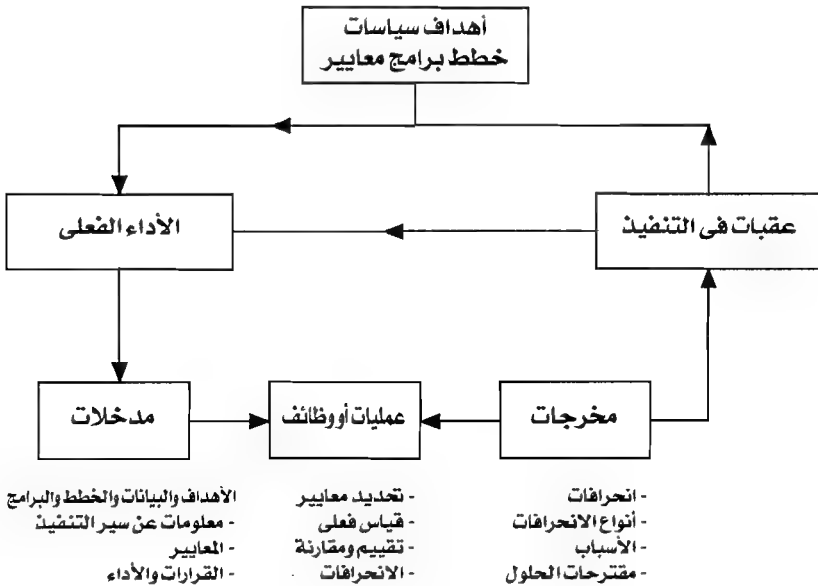 أهداف سياسات
خطط برامج معايير
عقبات فى التنفيذ
الأداء الفعلى
مخرجات
عمليات أو وظائف
مدخلات
- انحرافات
- أنواع الانحرافات
- الأسباب
- مقترحات الحلول
- تحديد معايير
- قياس فعلى
- تقييم ومقارنة
- الانحرافات
الأهداف والبيانات والخطط والبرامج
- معلومات عن سير التنفيذ
- المعايير
- القرارات والأداء